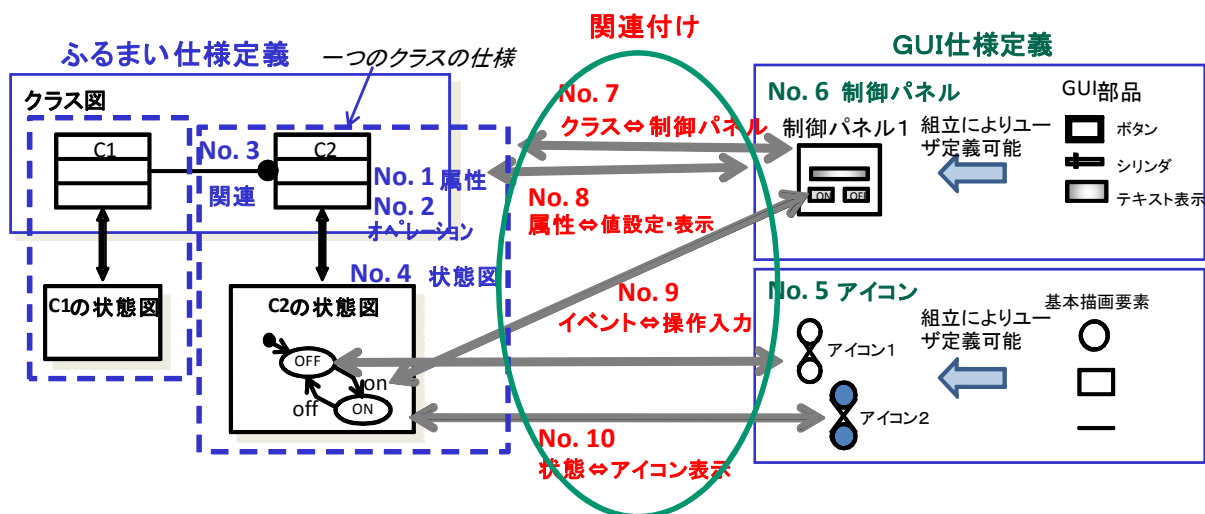 関連付け
ふるまい仕様定義
一つのクラスの仕様
GUI仕様定義
クラス図
C1
C2
No. 3
関連
No. 1 属性
No. 2
オペレーション
No. 4 状態図
C1の状態図
C2の状態図
OFF
on
off
ON
No. 7
クラス⇔制御パネル
No. 8
属性⇔値設定・表示
No. 9
イベント⇔操作入力
No. 10
状態⇔アイコン表示
No. 6 制御パネル
制御パネル1
ON
OFF
組立によりユー
ザ定義可能
GUI部品
ボタン
シリンダ
テキスト表示
No. 5 アイコン
アイコン1
アイコン2
組立によりユー
ザ定義可能
基本描画要素